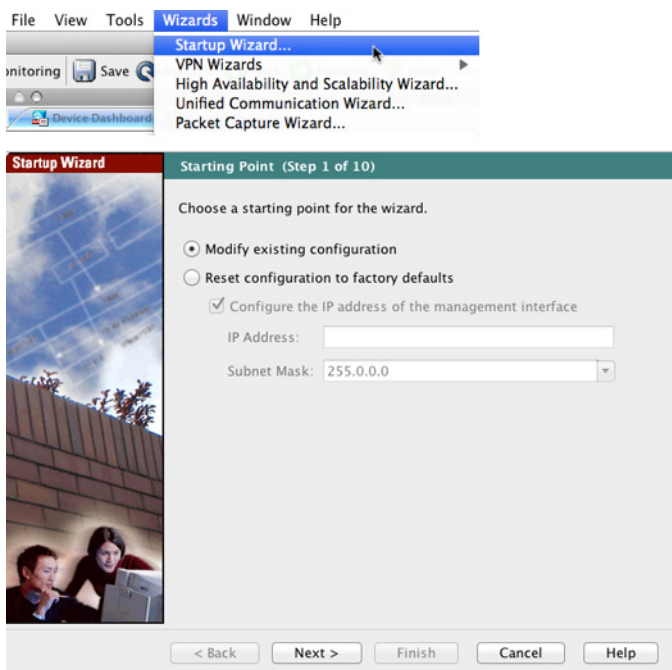 File View Tools Wizards Window Help
Startup Wizard...
onitoring Save VPN Wizards
High Availability and Scalability Wizard...
Device Dashboard Unified Communication Wizard...
Packet Capture Wizard...
Startup Wizard
Starting Point (Step 1 of 10)
Choose a starting point for the wizard.
Modify existing configuration
Reset configuration to factory defaults
Configure the IP address of the management interface
IP Address:
Subnet Mask: 255.0.0.0
< Back Next > Finish Cancel Help